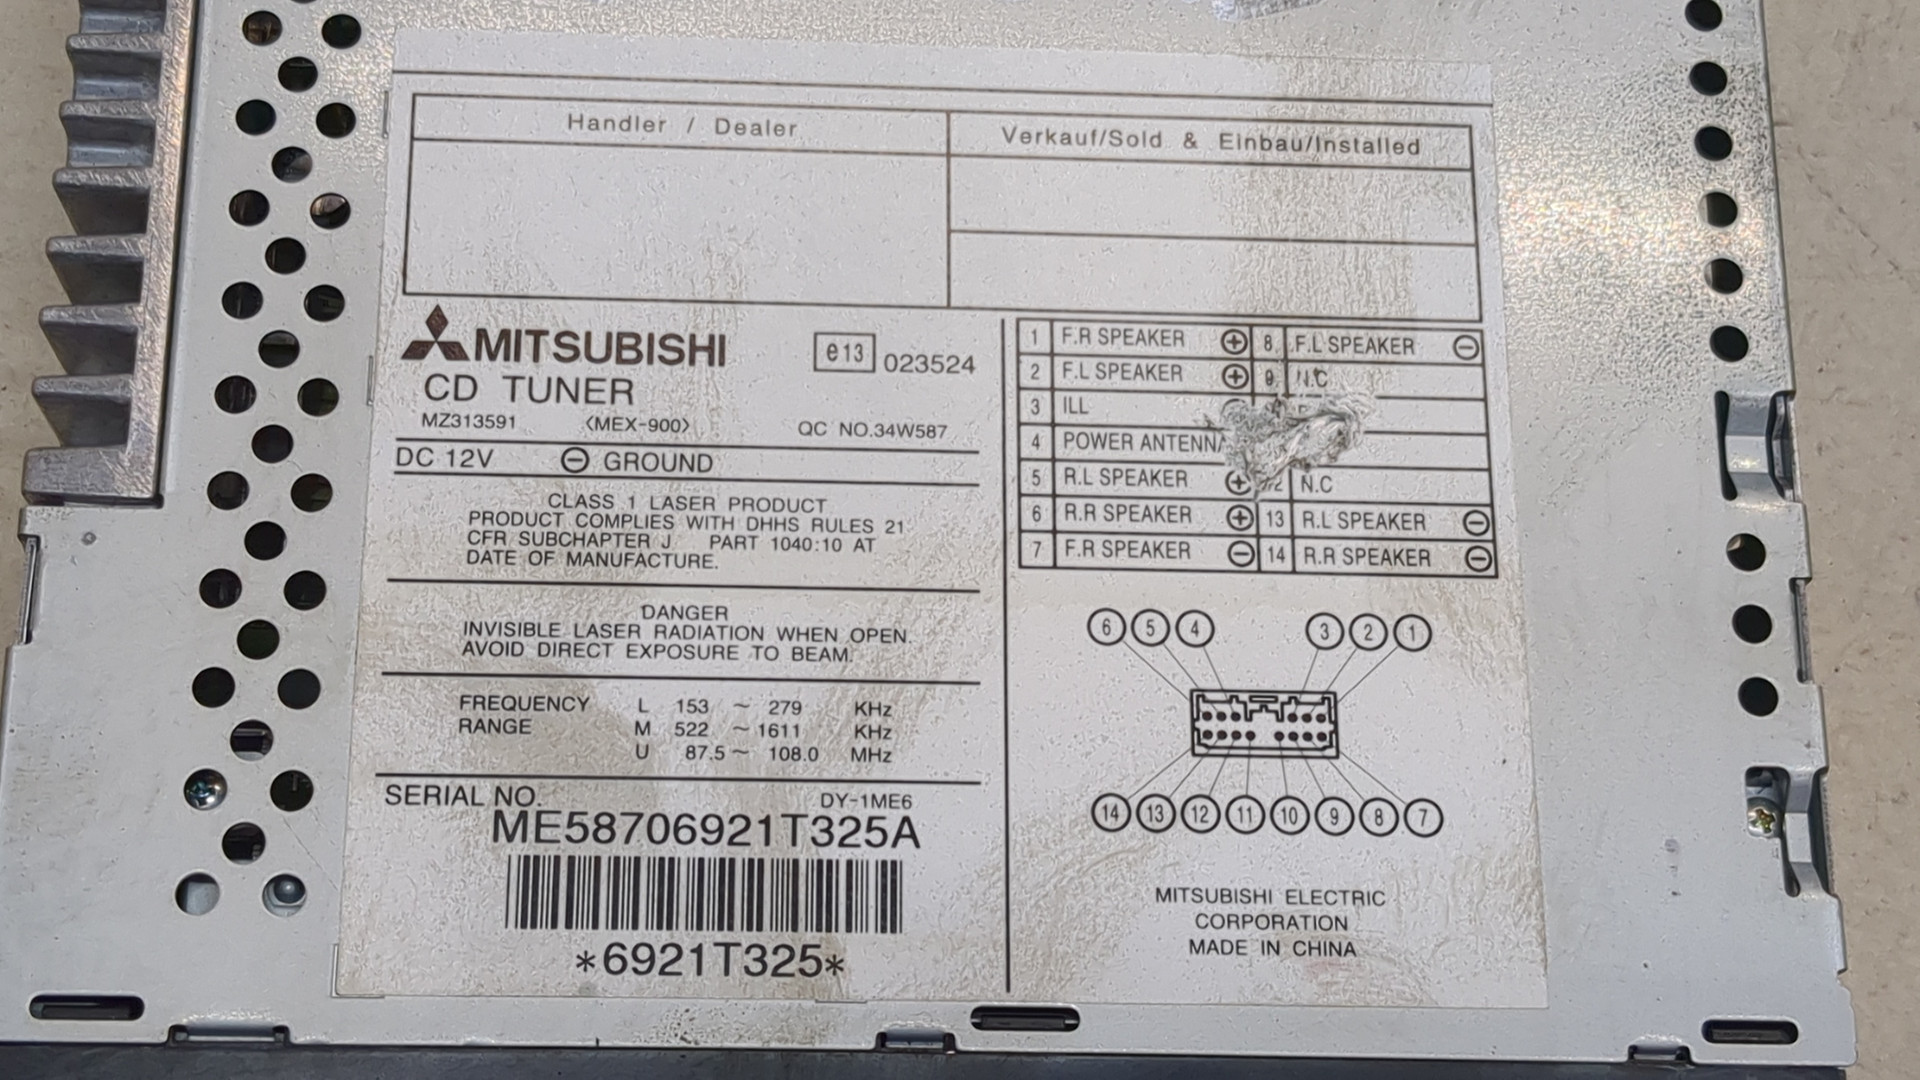 Handler / Dealer
Verkauf/Sold & Einbau/Installed
MITSUBISHI
CD TUNER
e13 023524
MZ313591 <MEX-900> QC NO.34W587
DC 12V ⊖ GROUND
CLASS 1 LASER PRODUCT
PRODUCT COMPLIES WITH DHHS RULES 21
CFR SUBCHAPTER J. PART 1040:10 AT
DATE OF MANUFACTURE.
DANGER
INVISIBLE LASER RADIATION WHEN OPEN.
AVOID DIRECT EXPOSURE TO BEAM.
FREQUENCY L 153 ~ 279 KHz
RANGE M 522 ~ 1611 KHz
U 87.5 ~ 108.0 MHz
SERIAL NO. DY-1ME6
ME58706921T325A
*6921T325*
1 F.R SPEAKER ⊕ 8 F.L SPEAKER ⊖
2 F.L SPEAKER ⊕ 9 N.C
3 ILL
4 POWER ANTENNA
5 R.L SPEAKER ⊕ N.C
6 R.R SPEAKER ⊕ 13 R.L SPEAKER ⊖
7 F.R SPEAKER ⊖ 14 R.R SPEAKER ⊖
6 5 4 3 2 1
14 13 12 11 10 9 8 7
MITSUBISHI ELECTRIC
CORPORATION
MADE IN CHINA